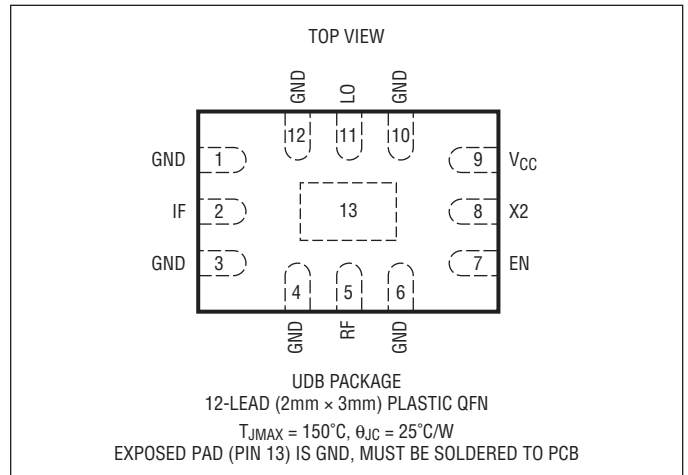 TOP VIEW
GND LO GND
12 11 10
GND 1 9 VCC
IF 2 13 8 X2
GND 3 7 EN
4 5 6
GND RF GND
UDB PACKAGE
12-LEAD (2mm × 3mm) PLASTIC QFN
TJMAX = 150°C, θJC = 25°C/W
EXPOSED PAD (PIN 13) IS GND, MUST BE SOLDERED TO PCB